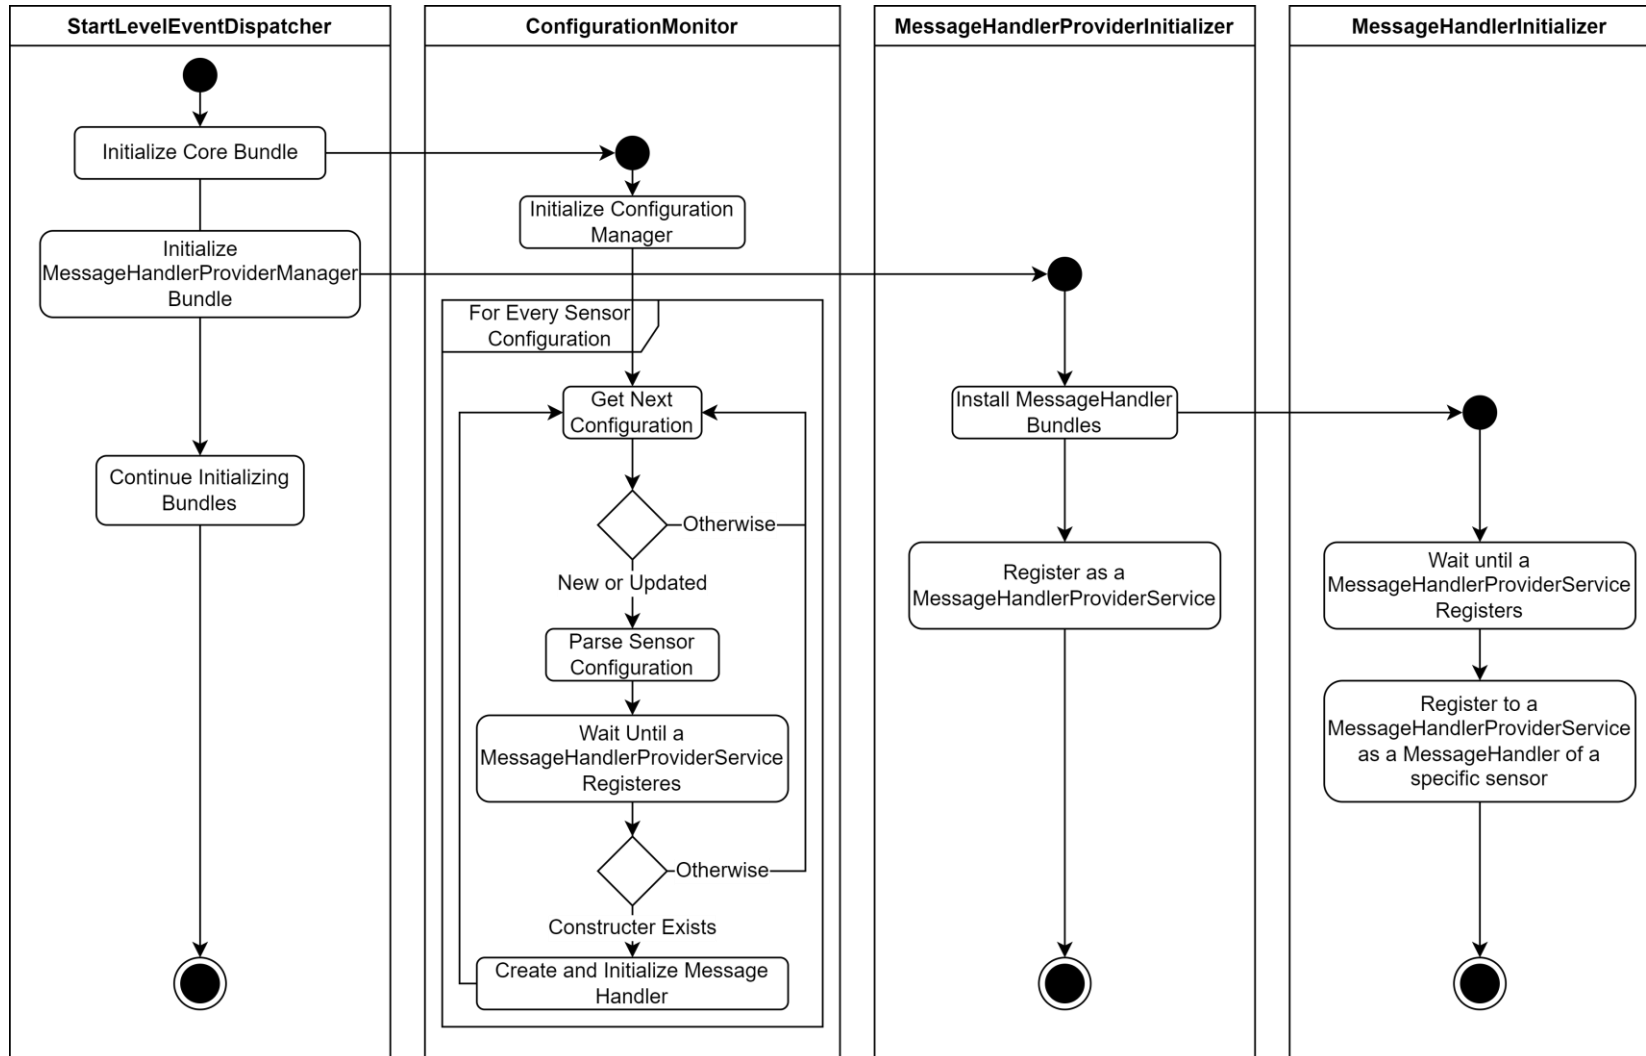 StartLevelEventDispatcher
ConfigurationMonitor
MessageHandlerProviderInitializer
MessageHandlerInitializer
Initialize Core Bundle
Initialize
MessageHandlerProviderManager
Bundle
Continue Initializing
Bundles
Initialize Configuration
Manager
For Every Sensor
Configuration
Get Next
Configuration
Otherwise
New or Updated
Parse Sensor
Configuration
Wait Until a
MessageHandlerProviderService
Registeres
Otherwise
Constructer Exists
Create and Initialize Message
Handler
Install MessageHandler
Bundles
Register as a
MessageHandlerProviderService
Wait until a
MessageHandlerProviderService
Registers
Register to a
MessageHandlerProviderService
as a MessageHandler of a
specific sensor